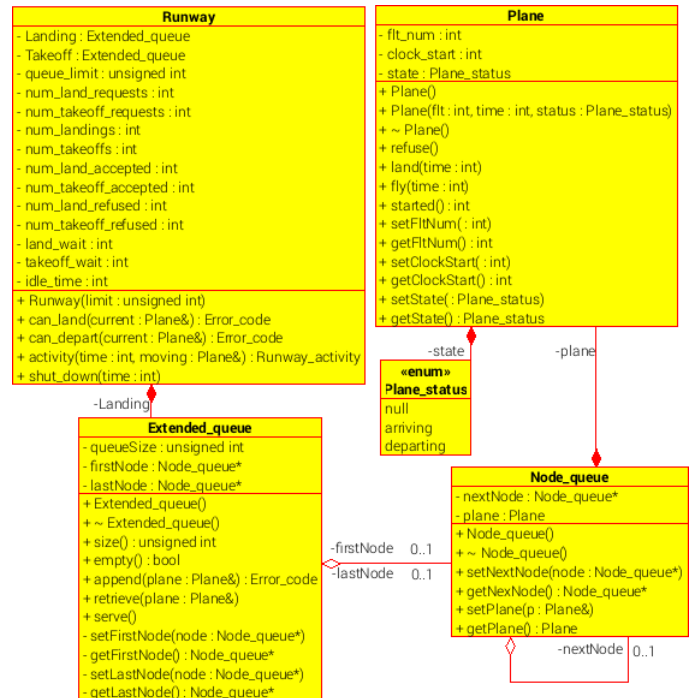 Runway
- Landing : Extended_queue
- Takeoff : Extended_queue
- queue_limit : unsigned int
- num_land_requests : int
- num_takeoff_requests : int
- num_landings : int
- num_takeoffs : int
- num_land_accepted : int
- num_takeoff_accepted : int
- num_land_refused : int
- num_takeoff_refused : int
- land_wait : int
- takeoff_wait : int
- idle_time : int
+ Runway(limit : unsigned int)
+ can_land(current : Plane&) : Error_code
+ can_depart(current : Plane&) : Error_code
+ activity(time : int, moving : Plane&) : Runway_activity
+ shut_down(time : int)
Plane
- flt_num : int
- clock_start : int
- state : Plane_status
+ Plane()
+ Plane(flt : int, time : int, status : Plane_status)
+ ~ Plane()
+ refuse()
+ land(time : int)
+ fly(time : int)
+ started() : int
+ setFltNum( : int)
+ getFltNum() : int
+ setClockStart( : int)
+ getClockStart() : int
+ setState( : Plane_status)
+ getState() : Plane_status
-state
-plane
«enum»
Plane_status
null
arriving
departing
-Landing
Extended_queue
- queueSize : unsigned int
- firstNode : Node_queue*
- lastNode : Node_queue*
+ Extended_queue()
+ ~ Extended_queue()
+ size() : unsigned int
+ empty() : bool
+ append(plane : Plane&) : Error_code
+ retrieve(plane : Plane&)
+ serve()
- setFirstNode(node : Node_queue*)
- getFirstNode() : Node_queue*
- setLastNode(node : Node_queue*)
- getLastNode() : Node_queue*
-firstNode 0..1
-lastNode 0..1
Node_queue
- nextNode : Node_queue*
- plane : Plane
+ Node_queue()
+ ~ Node_queue()
+ setNextNode(node : Node_queue*)
+ getNexNode() : Node_queue*
+ setPlane(p : Plane&)
+ getPlane() : Plane
-nextNode 0..1